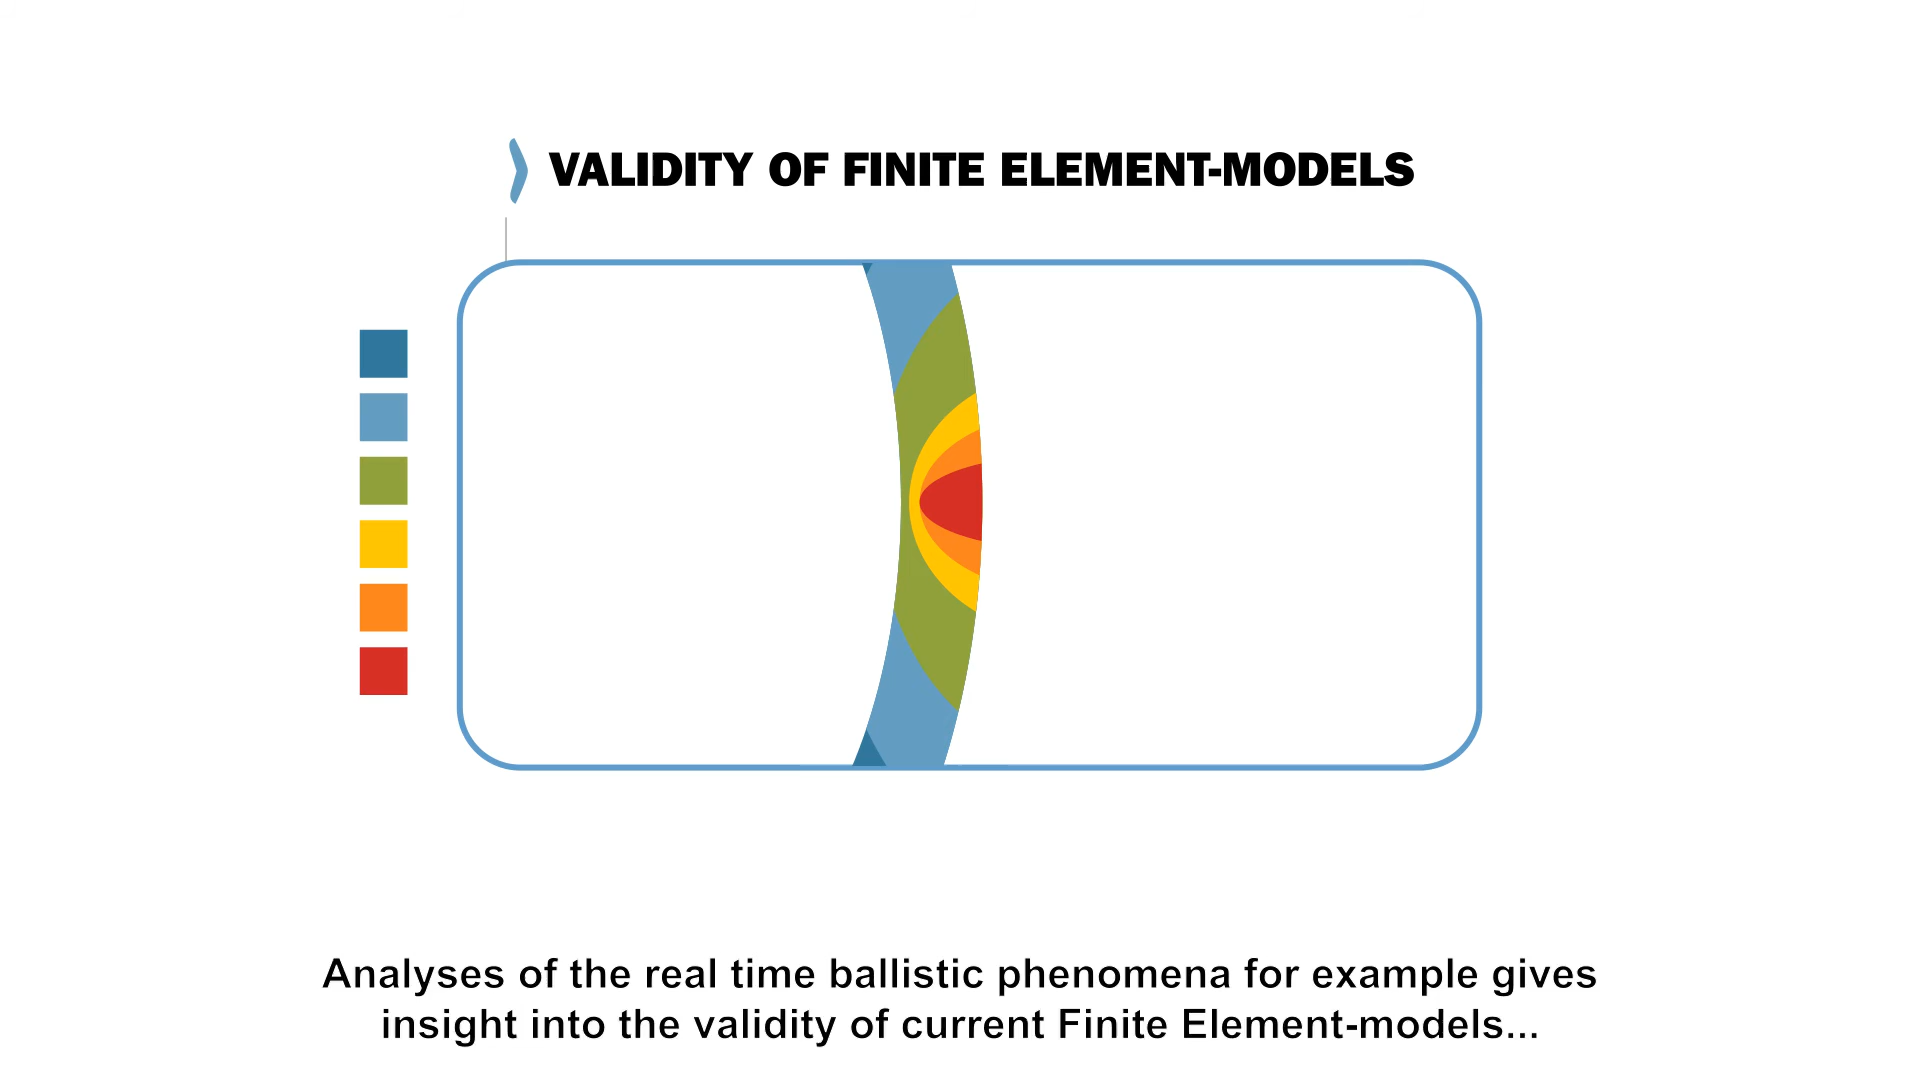 VALIDITY OF FINITE ELEMENT-MODELS
Analyses of the real time ballistic phenomena for example gives
insight into the validity of current Finite Element-models...